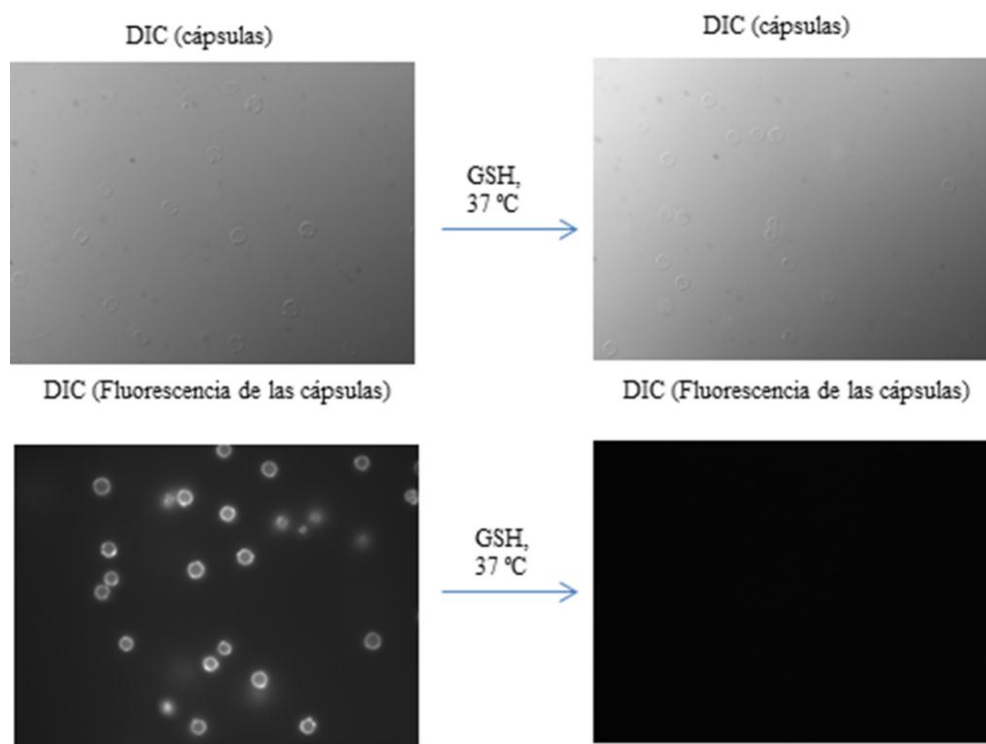 DIC (cápsulas)
DIC (cápsulas)
GSH,
37 ºC
DIC (Fluorescencia de las cápsulas)
DIC (Fluorescencia de las cápsulas)
GSH,
37 ºC